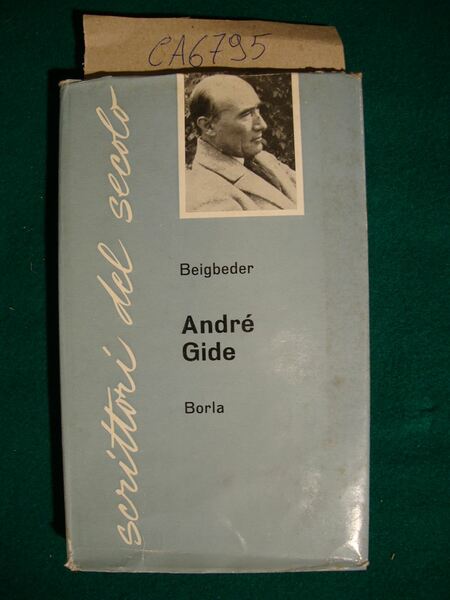 CA6795
scrittori del secolo
Beigbeder
André
Gide
Borla